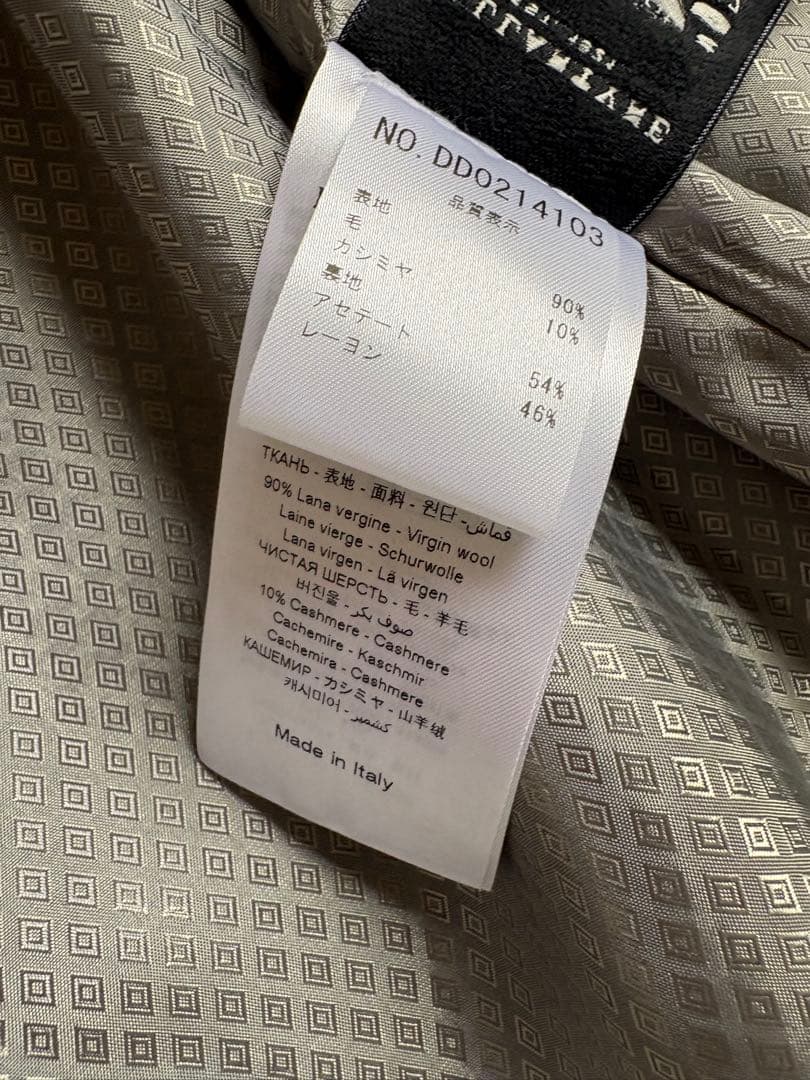 NO. DD0214103
品質表示
表地
毛 90%
カシミヤ 10%
裏地
アセテート 54%
レーヨン 46%
ТКАНЬ - 表地 - 面料 - 원단 - قماش
90% Lana vergine - Virgin wool
Laine vierge - Schurwolle
Lana virgen - Lã virgen
ЧИСТАЯ ШЕРСТЬ - 毛 - 羊毛
버진울 - صوف بكر
10% Cashmere - Cashmere
Cachemire - Kaschmir
Cachemira - Cashmere
КАШЕМИР - カシミヤ - 山羊绒
캐시미어 - كشمير
Made in Italy